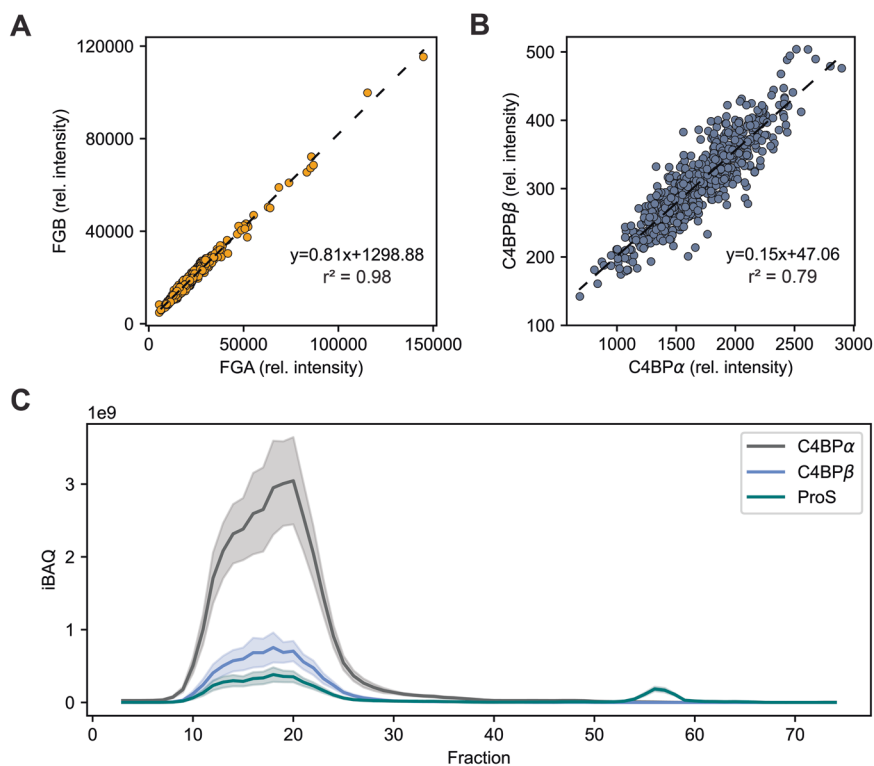 A
120000
80000
40000
0
FGB (rel. intensity)
y=0.81x+1298.88
r² = 0.98
0 50000 100000 150000
FGA (rel. intensity)
B
500
400
300
200
100
C4BPBβ (rel. intensity)
y=0.15x+47.06
r² = 0.79
1000 1500 2000 2500 3000
C4BPα (rel. intensity)
C
1e9
3
2
1
0
iBAQ
C4BPα
C4BPβ
ProS
0 10 20 30 40 50 60 70
Fraction